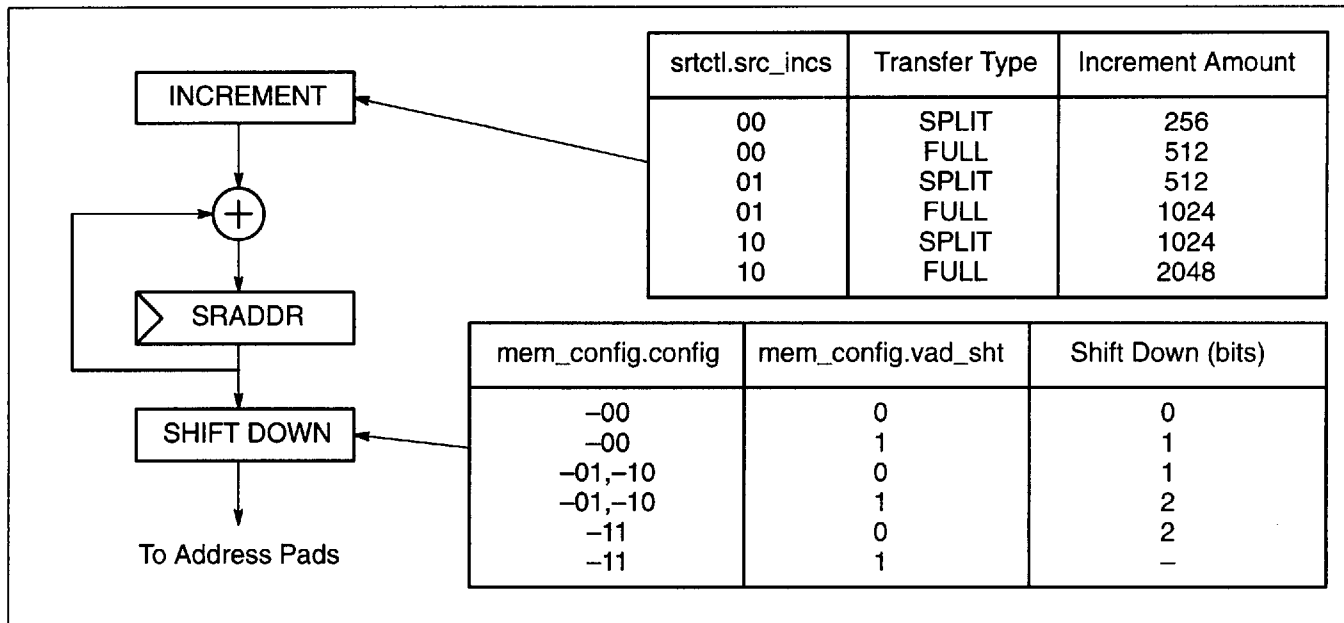 INCREMENT
+
SRADDR
SHIFT DOWN
To Address Pads
srtctl.src_incs Transfer Type Increment Amount
00 SPLIT 256
00 FULL 512
01 SPLIT 512
01 FULL 1024
10 SPLIT 1024
10 FULL 2048
mem_config.config mem_config.vad_sht Shift Down (bits)
–00 0 0
–00 1 1
–01,–10 0 1
–01,–10 1 2
–11 0 2
–11 1 –